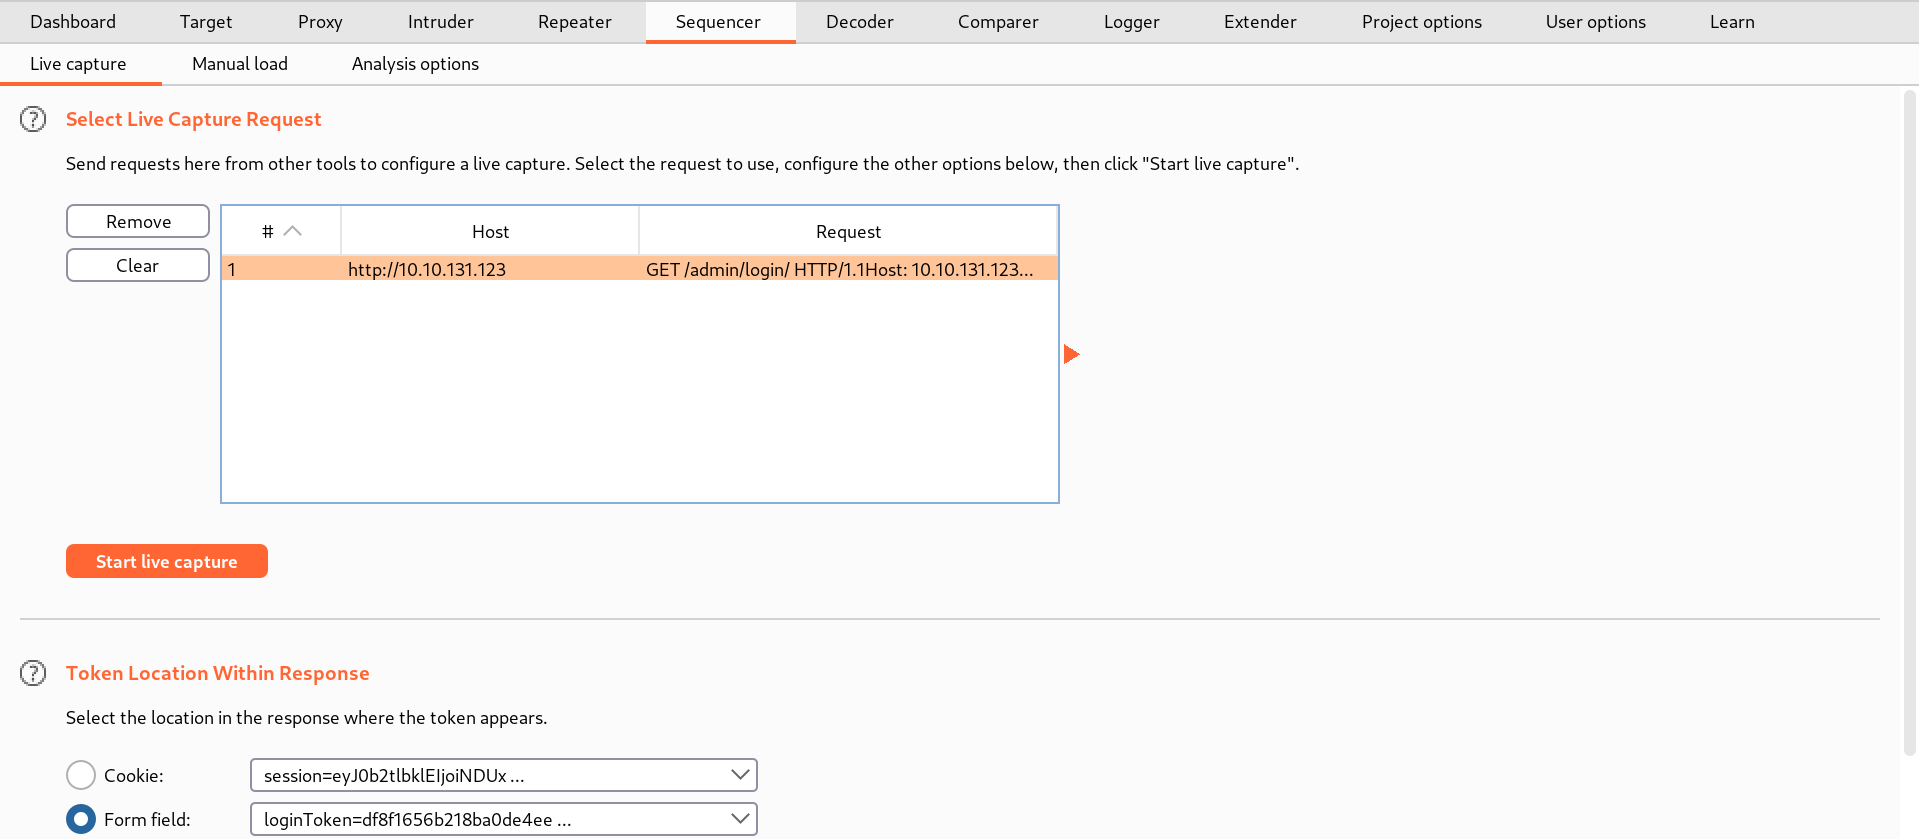 Dashboard Target Proxy Intruder Repeater Sequencer Decoder Comparer Logger Extender Project options User options Learn
Live capture Manual load Analysis options
? Select Live Capture Request
Send requests here from other tools to configure a live capture. Select the request to use, configure the other options below, then click "Start live capture".
Remove
Clear
# Host Request
1 http://10.10.131.123 GET /admin/login/ HTTP/1.1Host: 10.10.131.123...
Start live capture
? Token Location Within Response
Select the location in the response where the token appears.
Cookie: session=eyJ0b2tlbklEIjoiNDUx ...
Form field: loginToken=df8f1656b218ba0de4ee ...